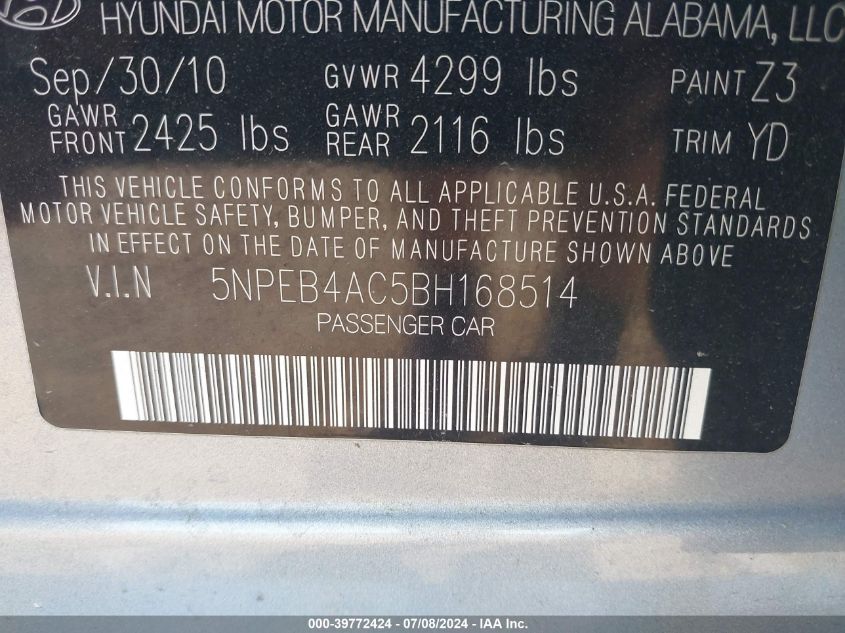 HYUNDAI MOTOR MANUFACTURING ALABAMA, LLC
Sep/30/10 GVWR 4299 lbs PAINT Z3
GAWR FRONT 2425 lbs GAWR REAR 2116 lbs TRIM YD
THIS VEHICLE CONFORMS TO ALL APPLICABLE U.S.A. FEDERAL
MOTOR VEHICLE SAFETY, BUMPER, AND THEFT PREVENTION STANDARDS
IN EFFECT ON THE DATE OF MANUFACTURE SHOWN ABOVE.
V.I.N 5NPEB4AC5BH168514
PASSENGER CAR
000-39772424 - 07/08/2024 - IAA Inc.